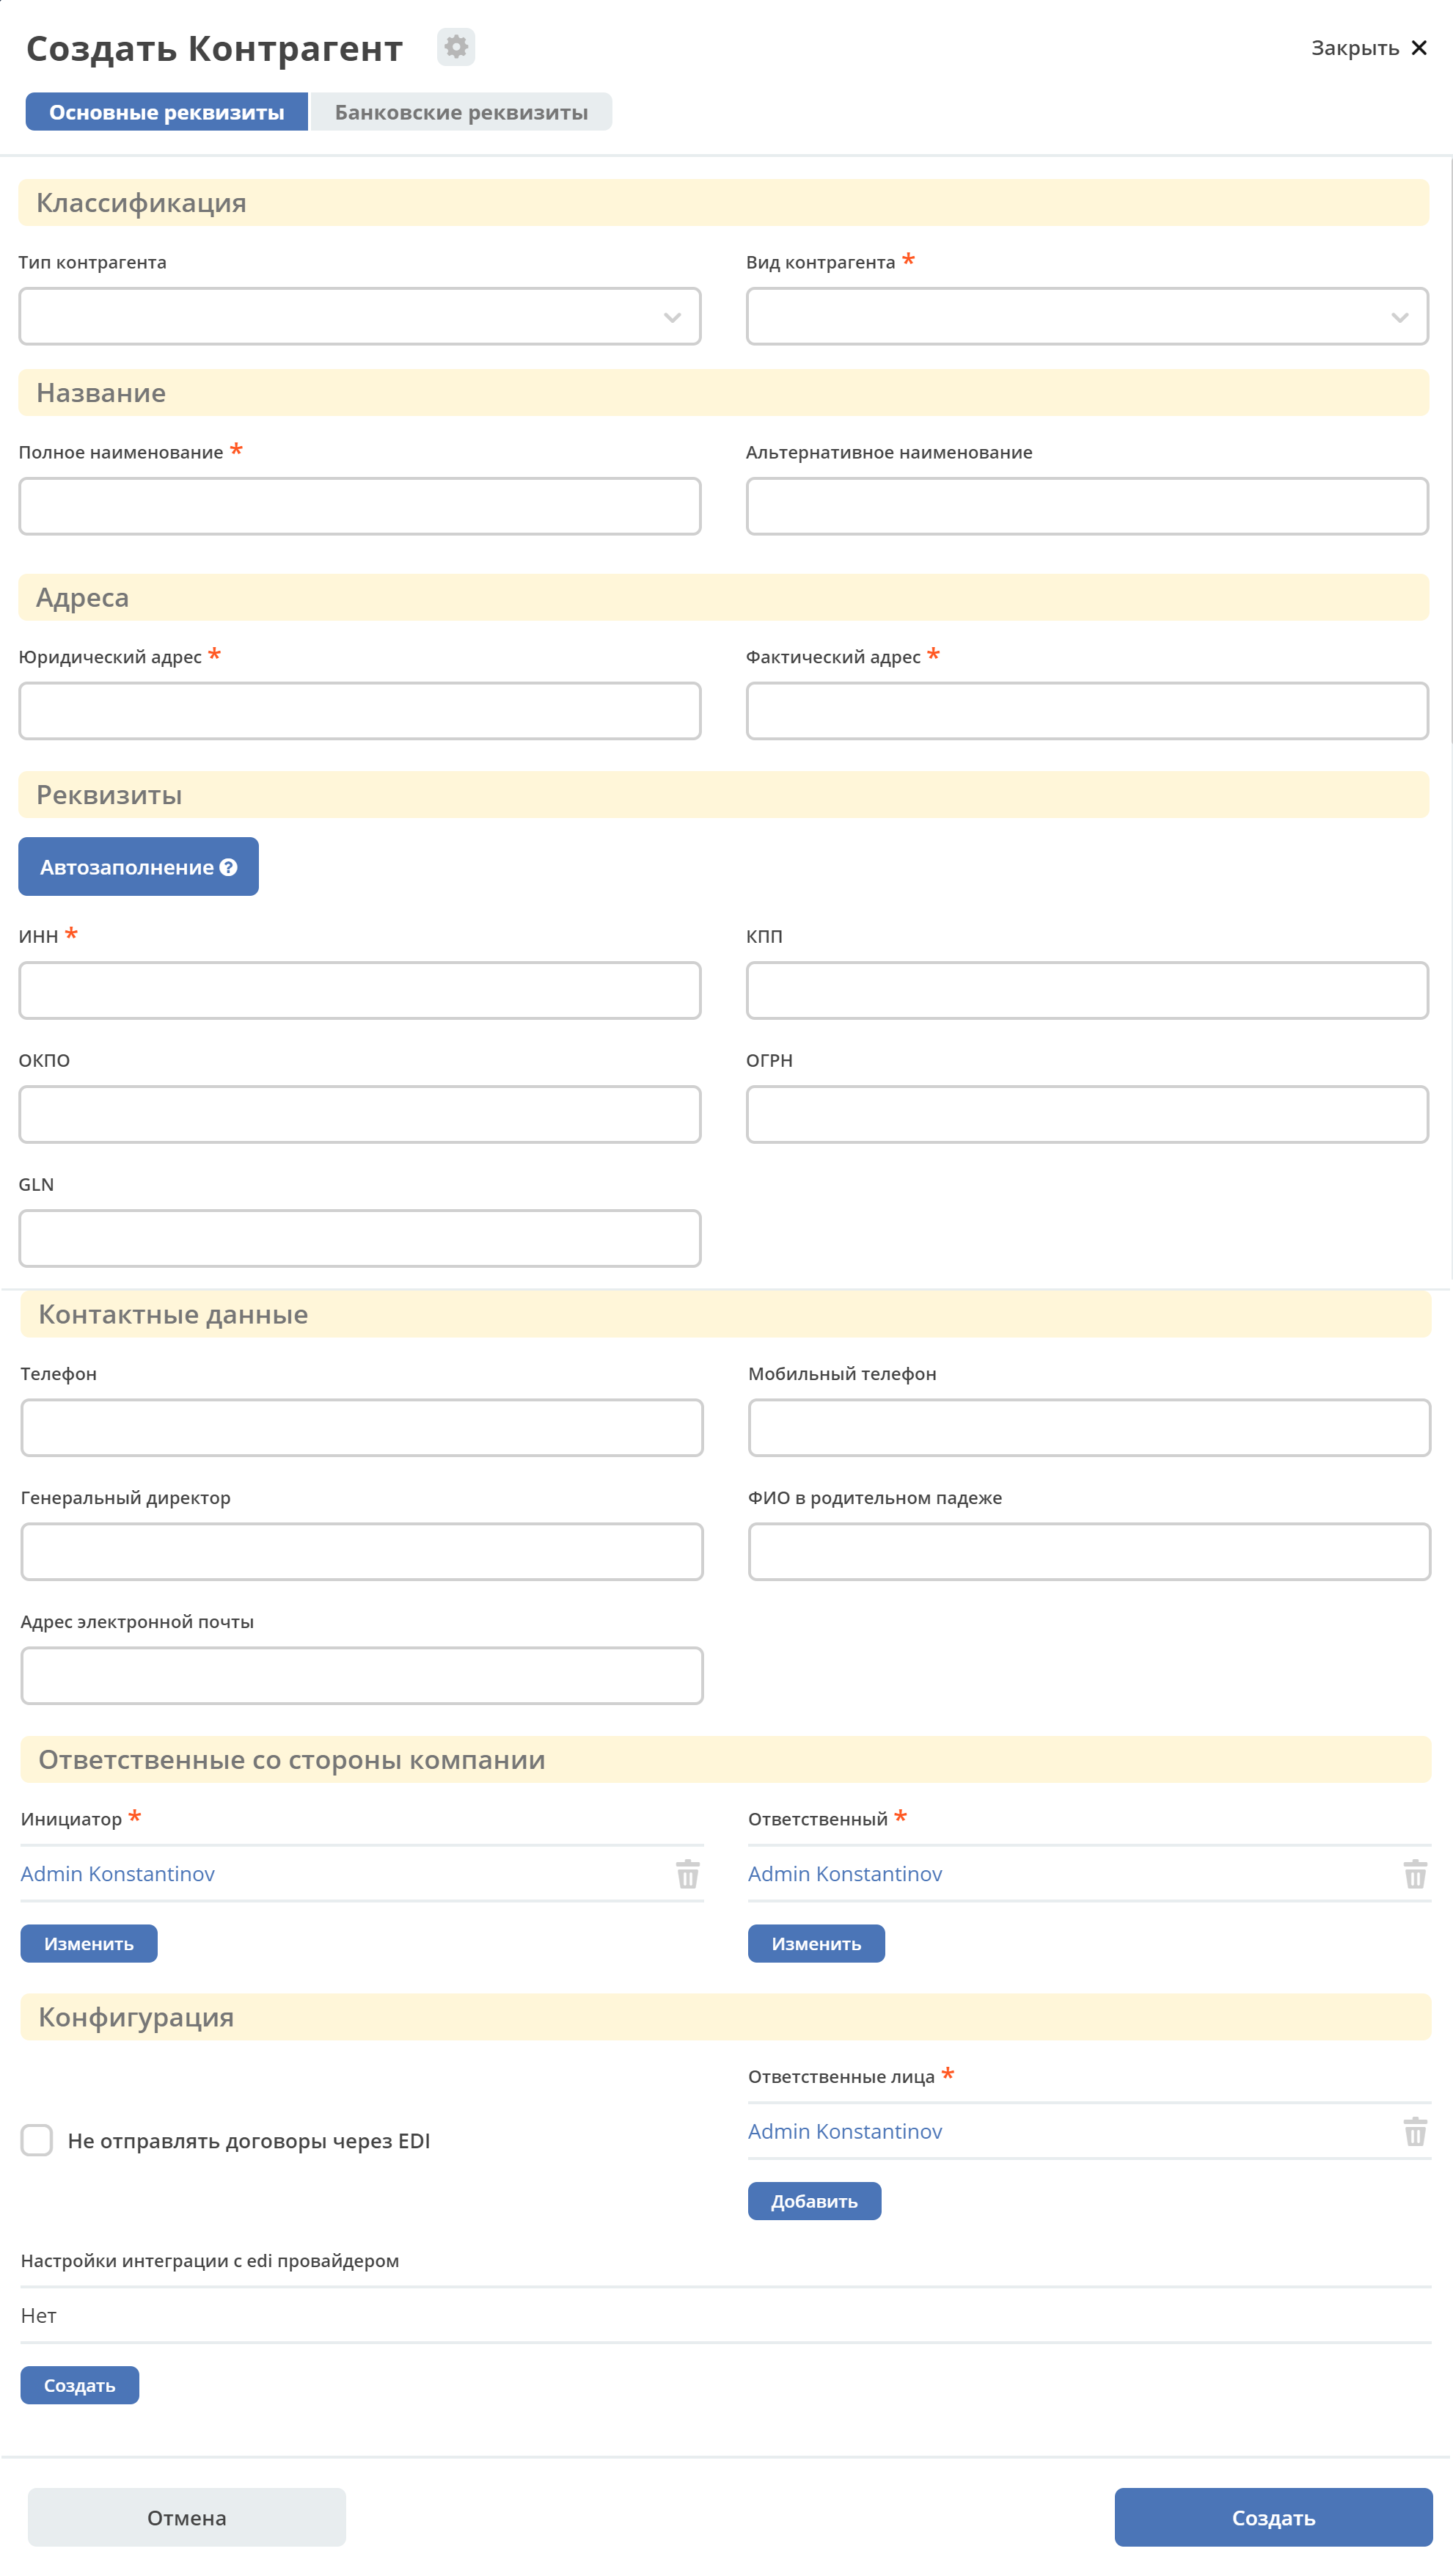 Создать Контрагент
Закрыть
Основные реквизиты Банковские реквизиты
Классификация
Тип контрагента
Вид контрагента *
Название
Полное наименование *
Альтернативное наименование
Адреса
Юридический адрес *
Фактический адрес *
Реквизиты
Автозаполнение ?
ИНН *
КПП
ОКПО
ОГРН
GLN
Контактные данные
Телефон
Мобильный телефон
Генеральный директор
ФИО в родительном падеже
Адрес электронной почты
Ответственные со стороны компании
Инициатор *
Ответственный *
Admin Konstantinov
Admin Konstantinov
Изменить
Изменить
Конфигурация
Ответственные лица *
Не отправлять договоры через EDI
Admin Konstantinov
Добавить
Настройки интеграции с edi провайдером
Нет
Создать
Отмена
Создать